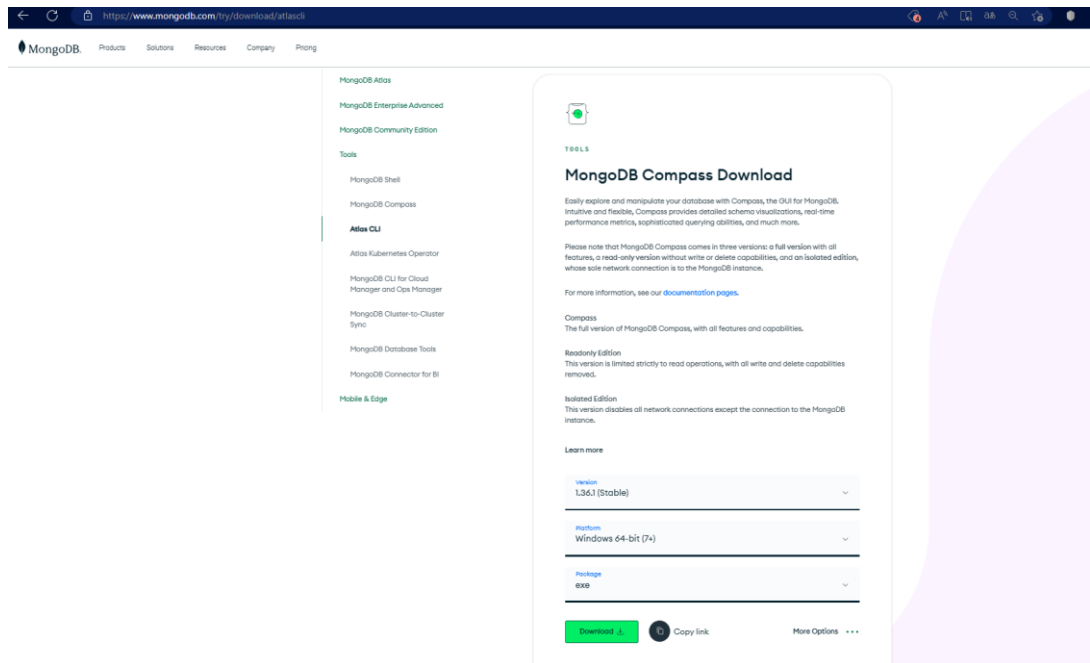 https://www.mongodb.com/try/download/atlascli
MongoDB.
Products
Solutions
Resources
Company
Pricing
MongoDB Atlas
MongoDB Enterprise Advanced
MongoDB Community Edition
Tools
MongoDB Shell
MongoDB Compass
Atlas CLI
Atlas Kubernetes Operator
MongoDB CLI for Cloud
Manager and Ops Manager
MongoDB Cluster-to-Cluster
Sync
MongoDB Database Tools
MongoDB Connector for BI
Mobile & Edge
TOOLS
MongoDB Compass Download
Easily explore and manipulate your database with Compass, the GUI for MongoDB.
Intuitive and flexible, Compass provides detailed schema visualizations, real-time
performance metrics, sophisticated querying abilities, and much more.
Please note that MongoDB Compass comes in three versions: a full version with all
features, a read-only version without write or delete capabilities, and an isolated edition,
whose sole network connection is to the MongoDB instance.
For more information, see our documentation pages.
Compass
The full version of MongoDB Compass, with all features and capabilities.
Readonly Edition
This version is limited strictly to read operations, with all write and delete capabilities
removed.
Isolated Edition
This version disables all network connections except the connection to the MongoDB
instance.
Learn more
Version
1.36.1 (Stable)
Platform
Windows 64-bit (7+)
Package
exe
Download
Copy link
More Options